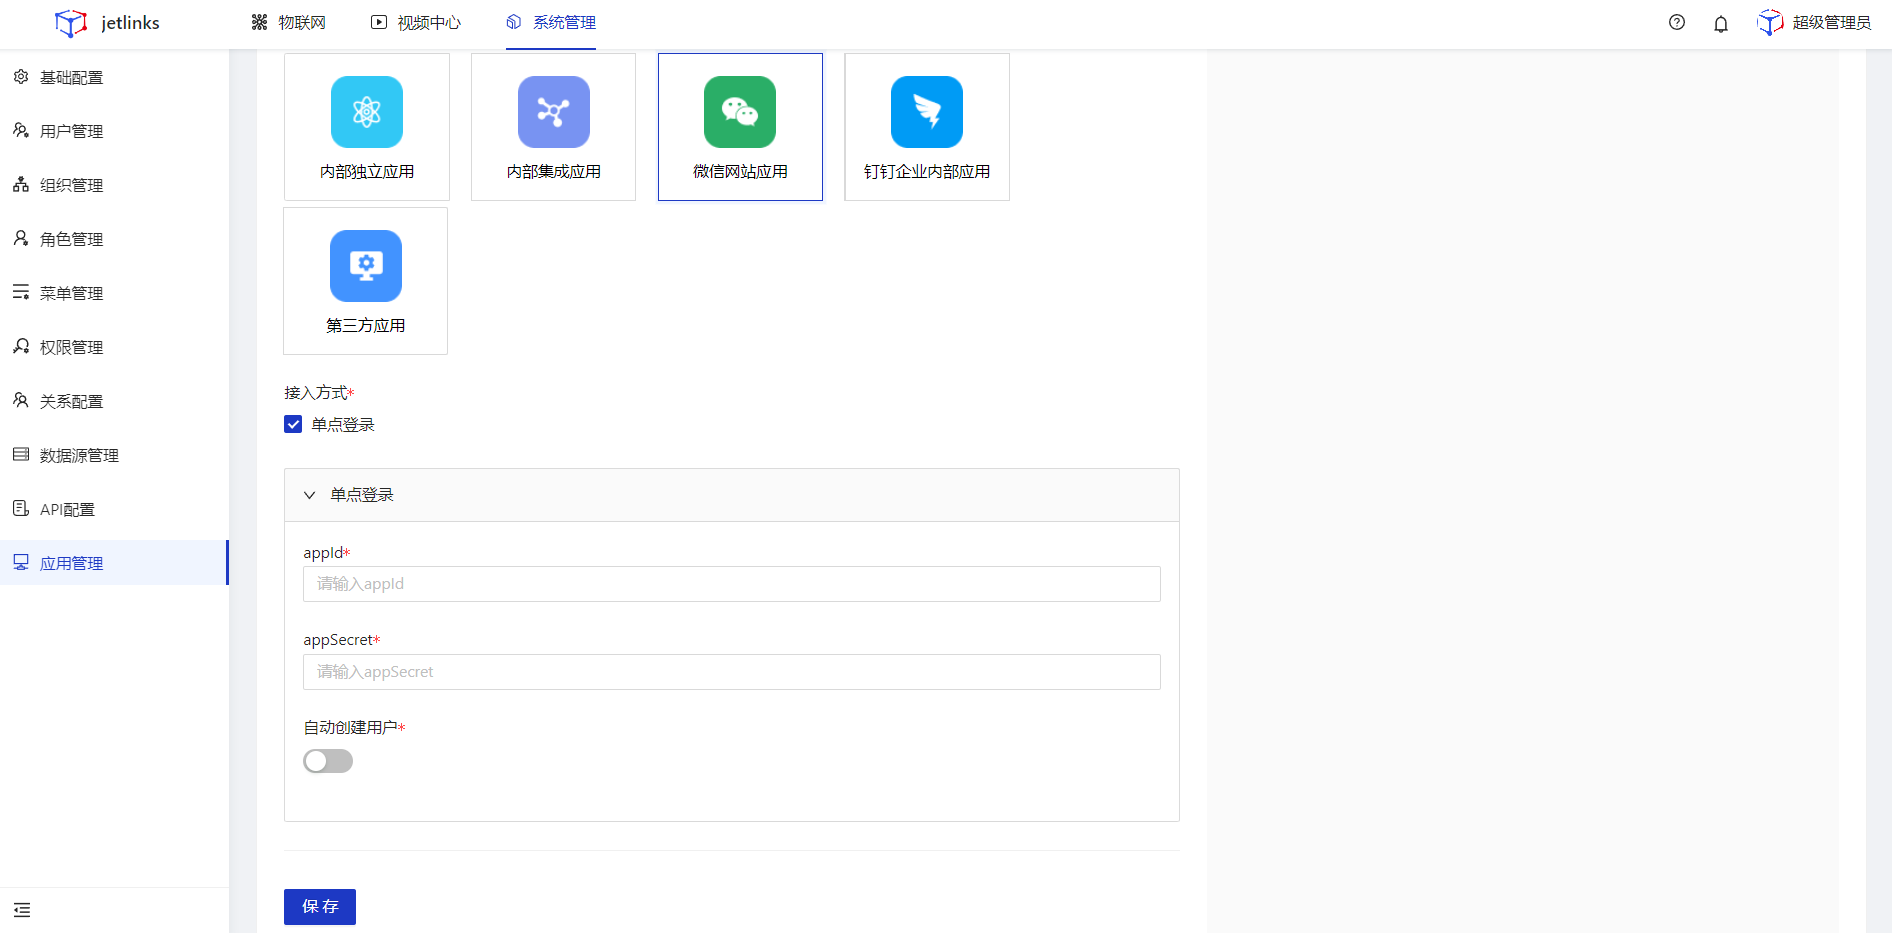 jetlinks
物联网
视频中心
系统管理
超级管理员
基础配置
用户管理
组织管理
角色管理
菜单管理
权限管理
关系配置
数据源管理
API配置
应用管理
内部独立应用
内部集成应用
微信网站应用
钉钉企业内部应用
第三方应用
接入方式*
单点登录
单点登录
appId*
请输入appId
appSecret*
请输入appSecret
自动创建用户*
保 存